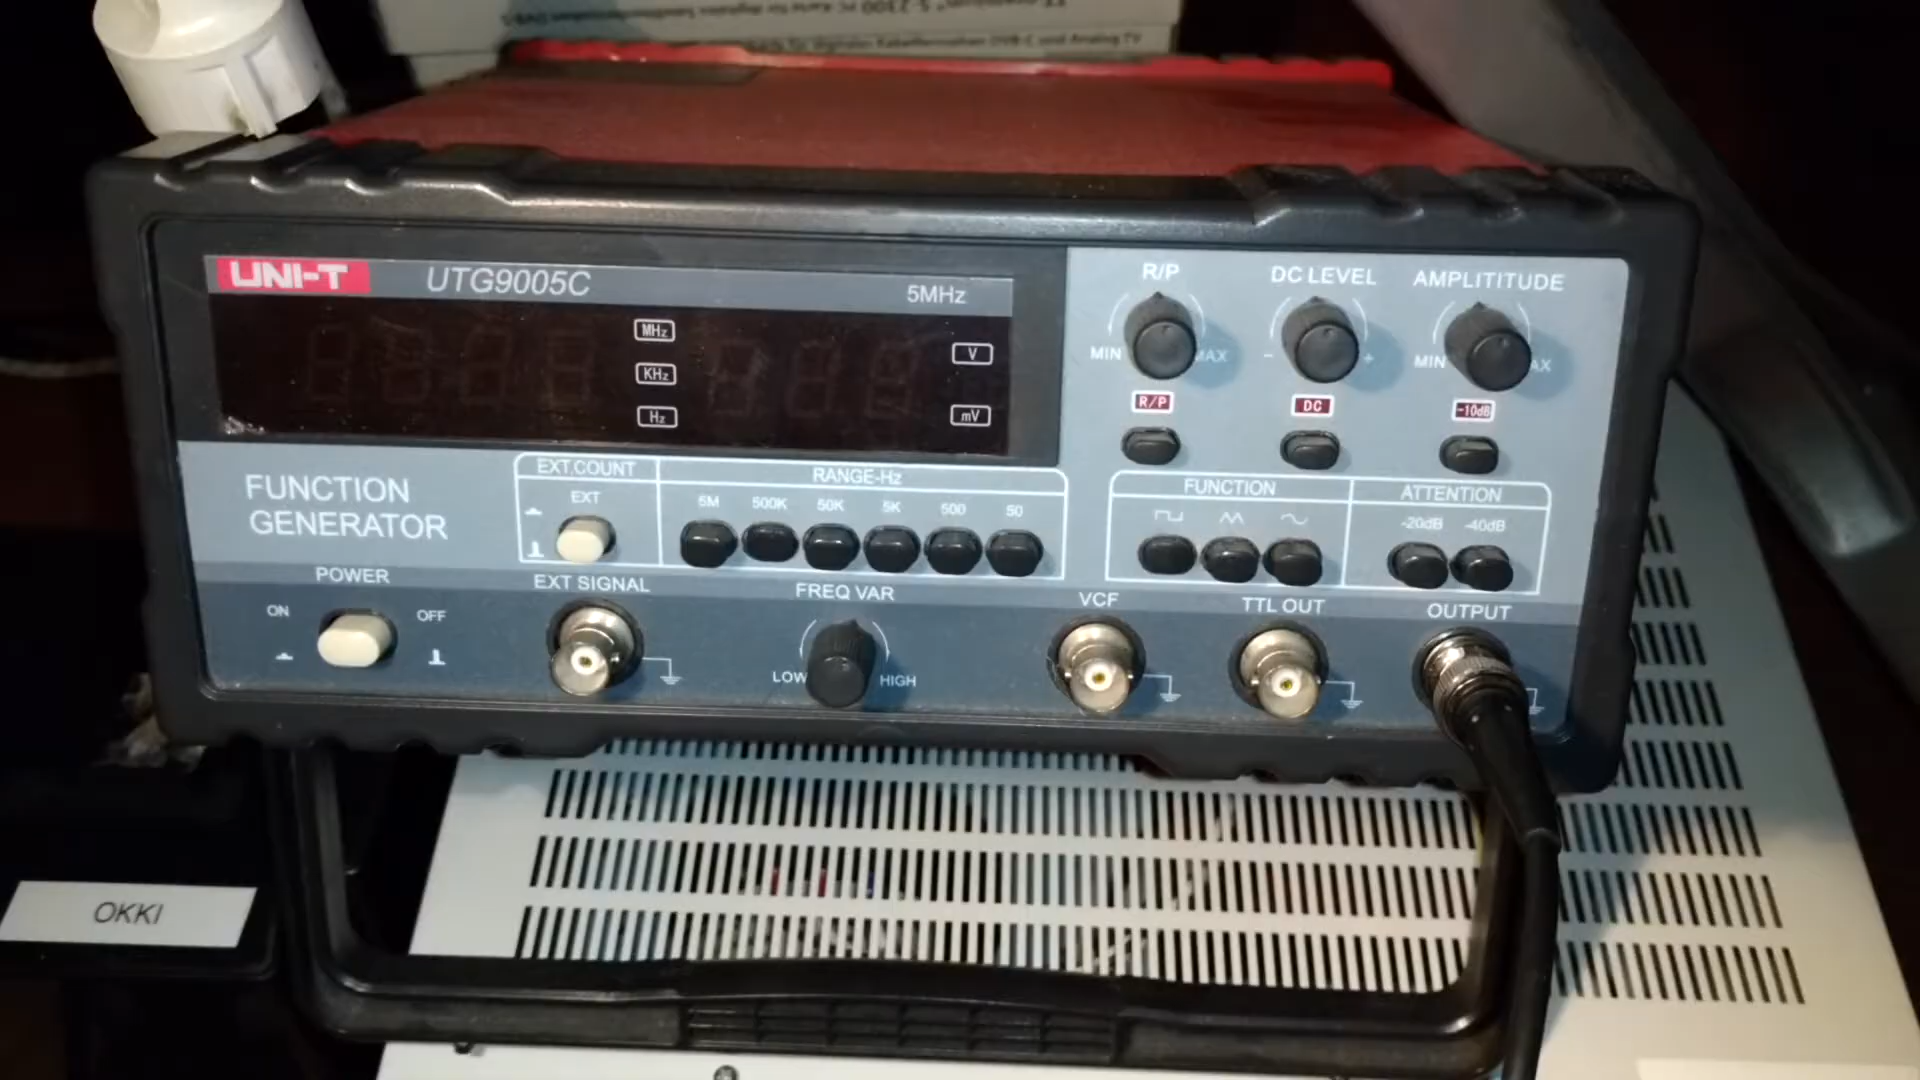 UNI-T UTG9005C
5MHz
MHz
KHz
Hz
V
mV
R/P
MIN MAX
R/P
DC LEVEL
- +
DC
AMPLITITUDE
MIN AX
-10dB
FUNCTION
GENERATOR
EXT.COUNT
EXT
RANGE-Hz
5M 500K 50K 5K 500 50
FUNCTION
ATTENTION
-20dB -40dB
POWER
ON OFF
EXT SIGNAL
FREQ VAR
LOW HIGH
VCF
TTL OUT
OUTPUT
OKKI